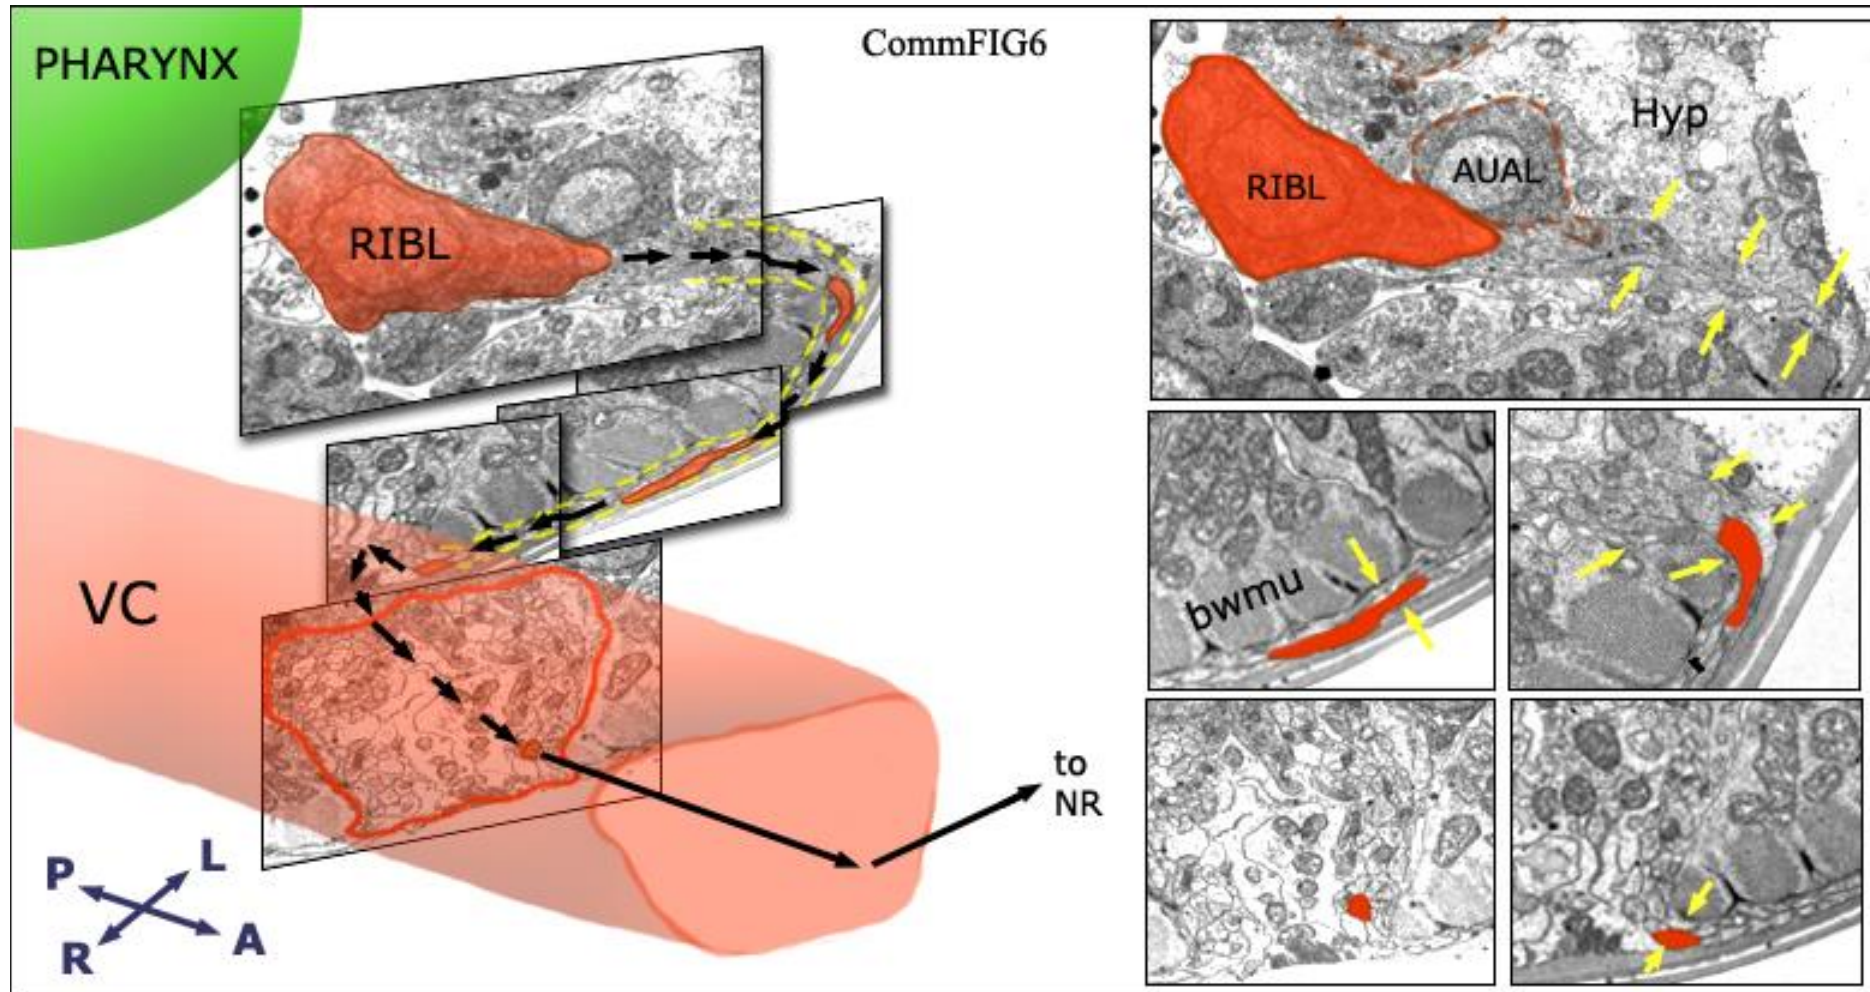 PHARYNX
CommFIG6
RIBL
VC
to
NR
P
L
R
A
Hyp
AUAL
RIBL
bwmu